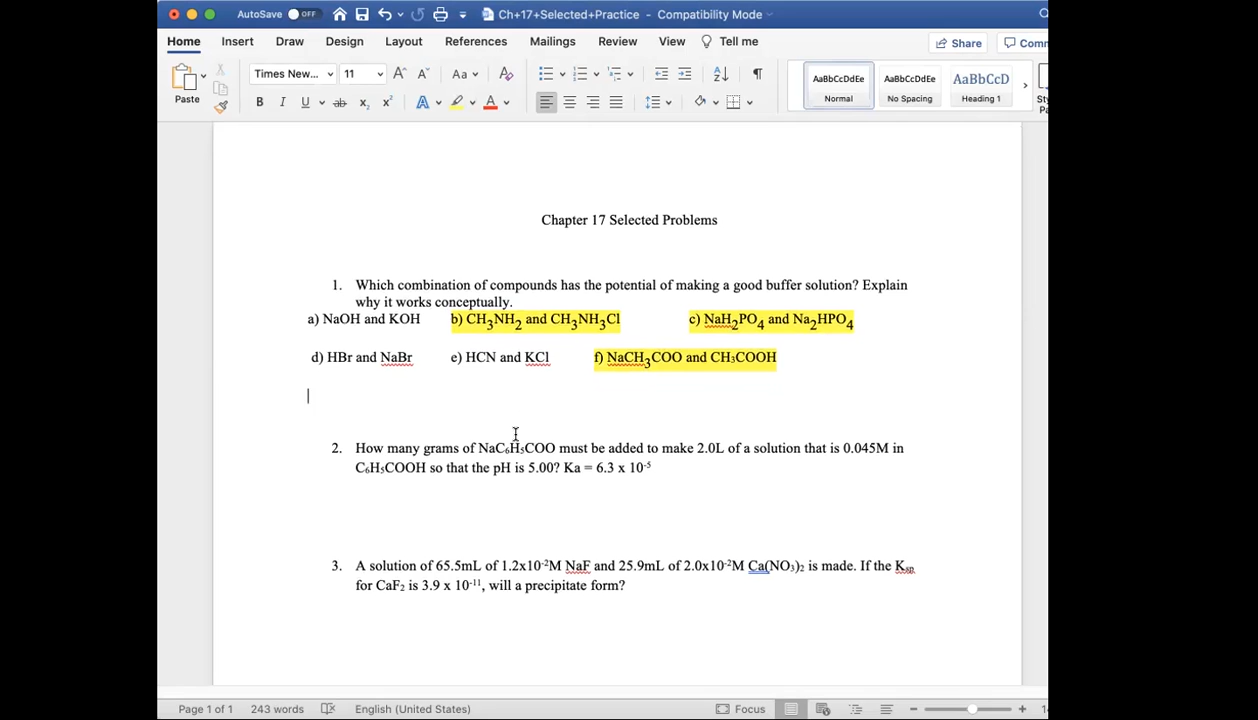 AutoSave OFF Ch+17+Selected+Practice - Compatibility Mode
Home Insert Draw Design Layout References Mailings Review View Tell me Share Comm
Paste Times New... 11 Aa AaBbCcDdEe AaBbCcDdEe AaBbCcD
Normal No Spacing Heading 1
Chapter 17 Selected Problems
1. Which combination of compounds has the potential of making a good buffer solution? Explain
why it works conceptually.
a) NaOH and KOH b) CH₃NH₂ and CH₃NH₃Cl c) NaH₂PO₄ and Na₂HPO₄
d) HBr and NaBr e) HCN and KCl f) NaCH₃COO and CH₃COOH
2. How many grams of NaC₆H₅COO must be added to make 2.0L of a solution that is 0.045M in
C₆H₅COOH so that the pH is 5.00? Ka = 6.3 x 10⁻⁵
3. A solution of 65.5mL of 1.2x10⁻²M NaF and 25.9mL of 2.0x10⁻²M Ca(NO₃)₂ is made. If the Kₛₚ
for CaF₂ is 3.9 x 10⁻¹¹, will a precipitate form?
Page 1 of 1 243 words English (United States) Focus